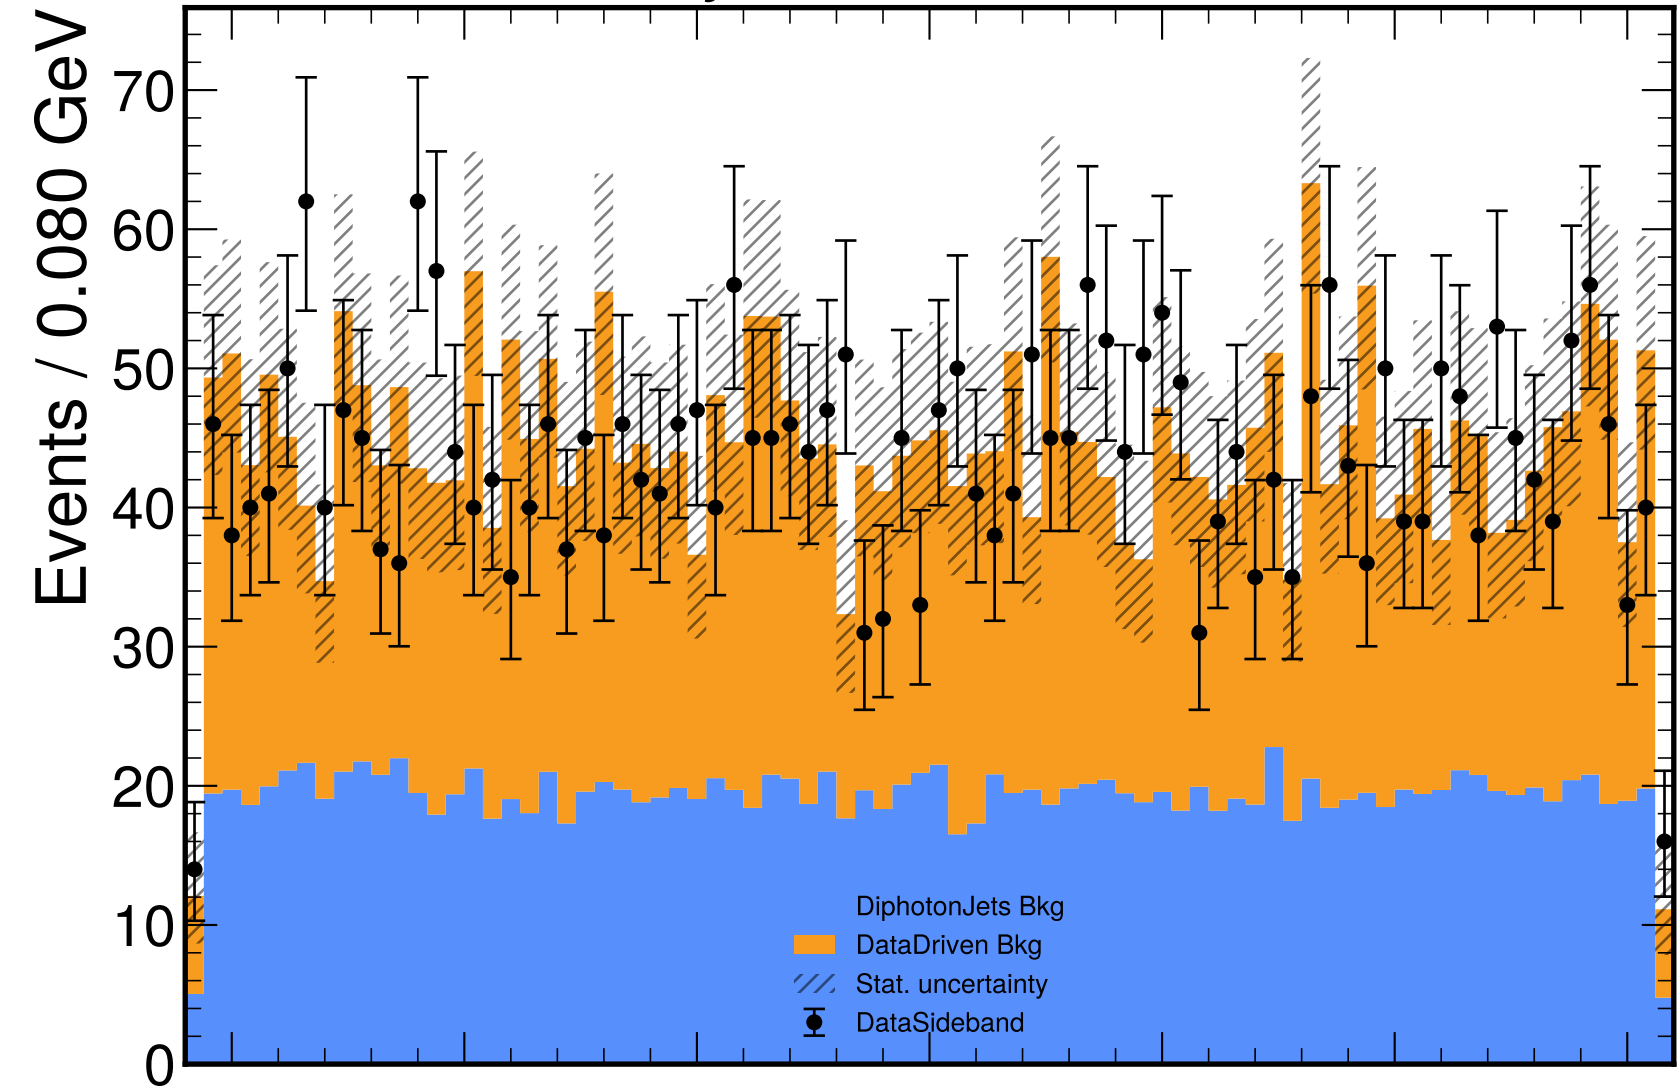 Events / 0.080 GeV
70
60
50
40
30
20
10
0
DiphotonJets Bkg
DataDriven Bkg
Stat. uncertainty
DataSideband